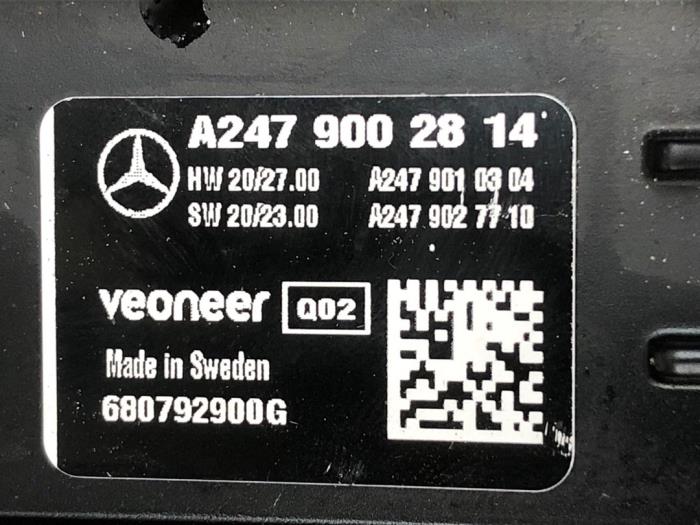 A247 900 28 14
HW 20/27.00 A247 901 03 04
SW 20/23.00 A247 902 77 10
veoneer Q02
Made in Sweden
680792900G